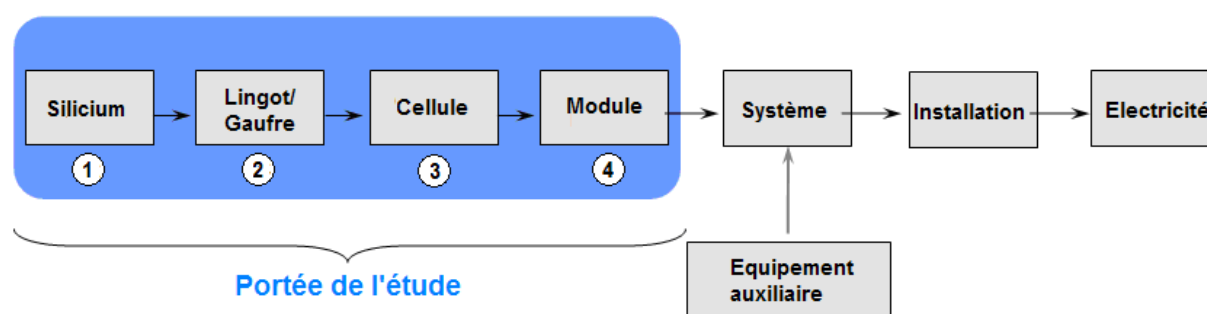 Silicium
Lingot/
Gaufre
Cellule
Module
Système
Installation
Electricité
1
2
3
4
Equipement
auxiliaire
Portée de l'étude